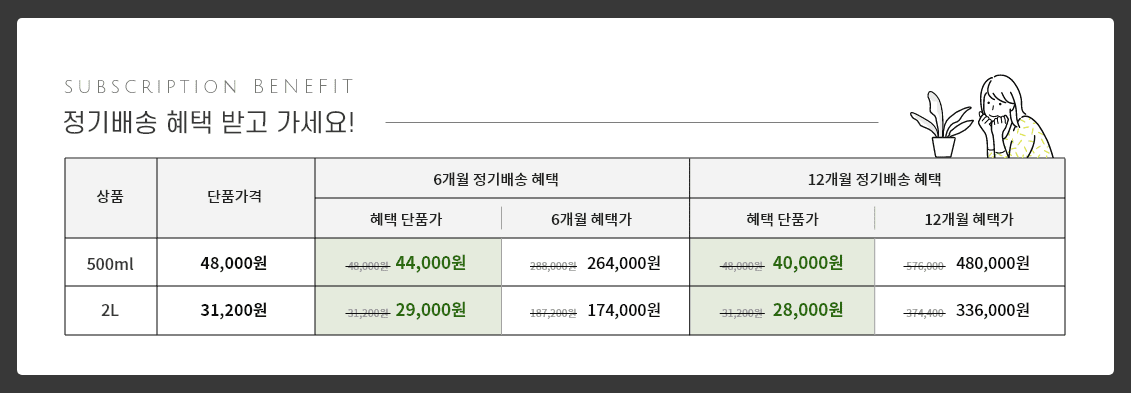 SUBSCRIPTION BENEFIT
정기배송 혜택 받고 가세요!
상품 단품가격 6개월 정기배송 혜택 12개월 정기배송 혜택
혜택 단품가 6개월 혜택가 혜택 단품가 12개월 혜택가
500ml 48,000원 48,000원 44,000원 288,000원 264,000원 48,000원 40,000원 576,000 480,000원
2L 31,200원 31,200원 29,000원 187,200원 174,000원 31,200원 28,000원 374,400 336,000원